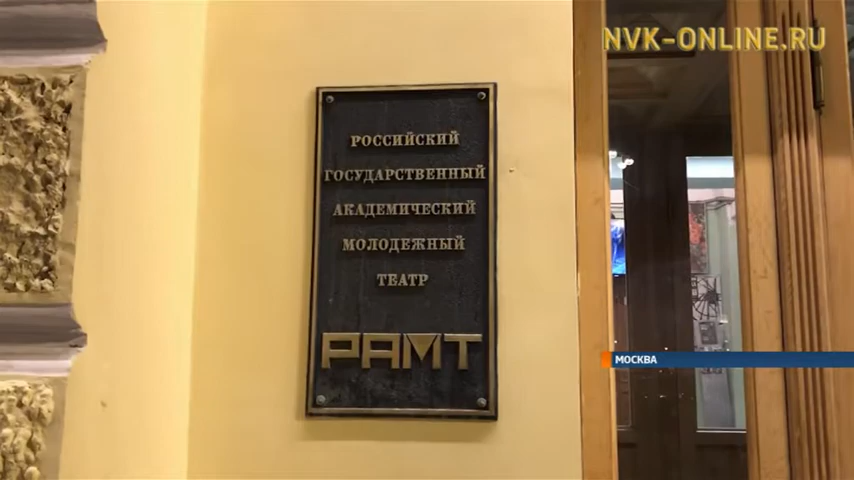 NVK-ONLINE.RU
РОССИЙСКИЙ
ГОСУДАРСТВЕННЫЙ
АКАДЕМИЧЕСКИЙ
МОЛОДЕЖНЫЙ
ТЕАТР
РАМТ
МОСКВА